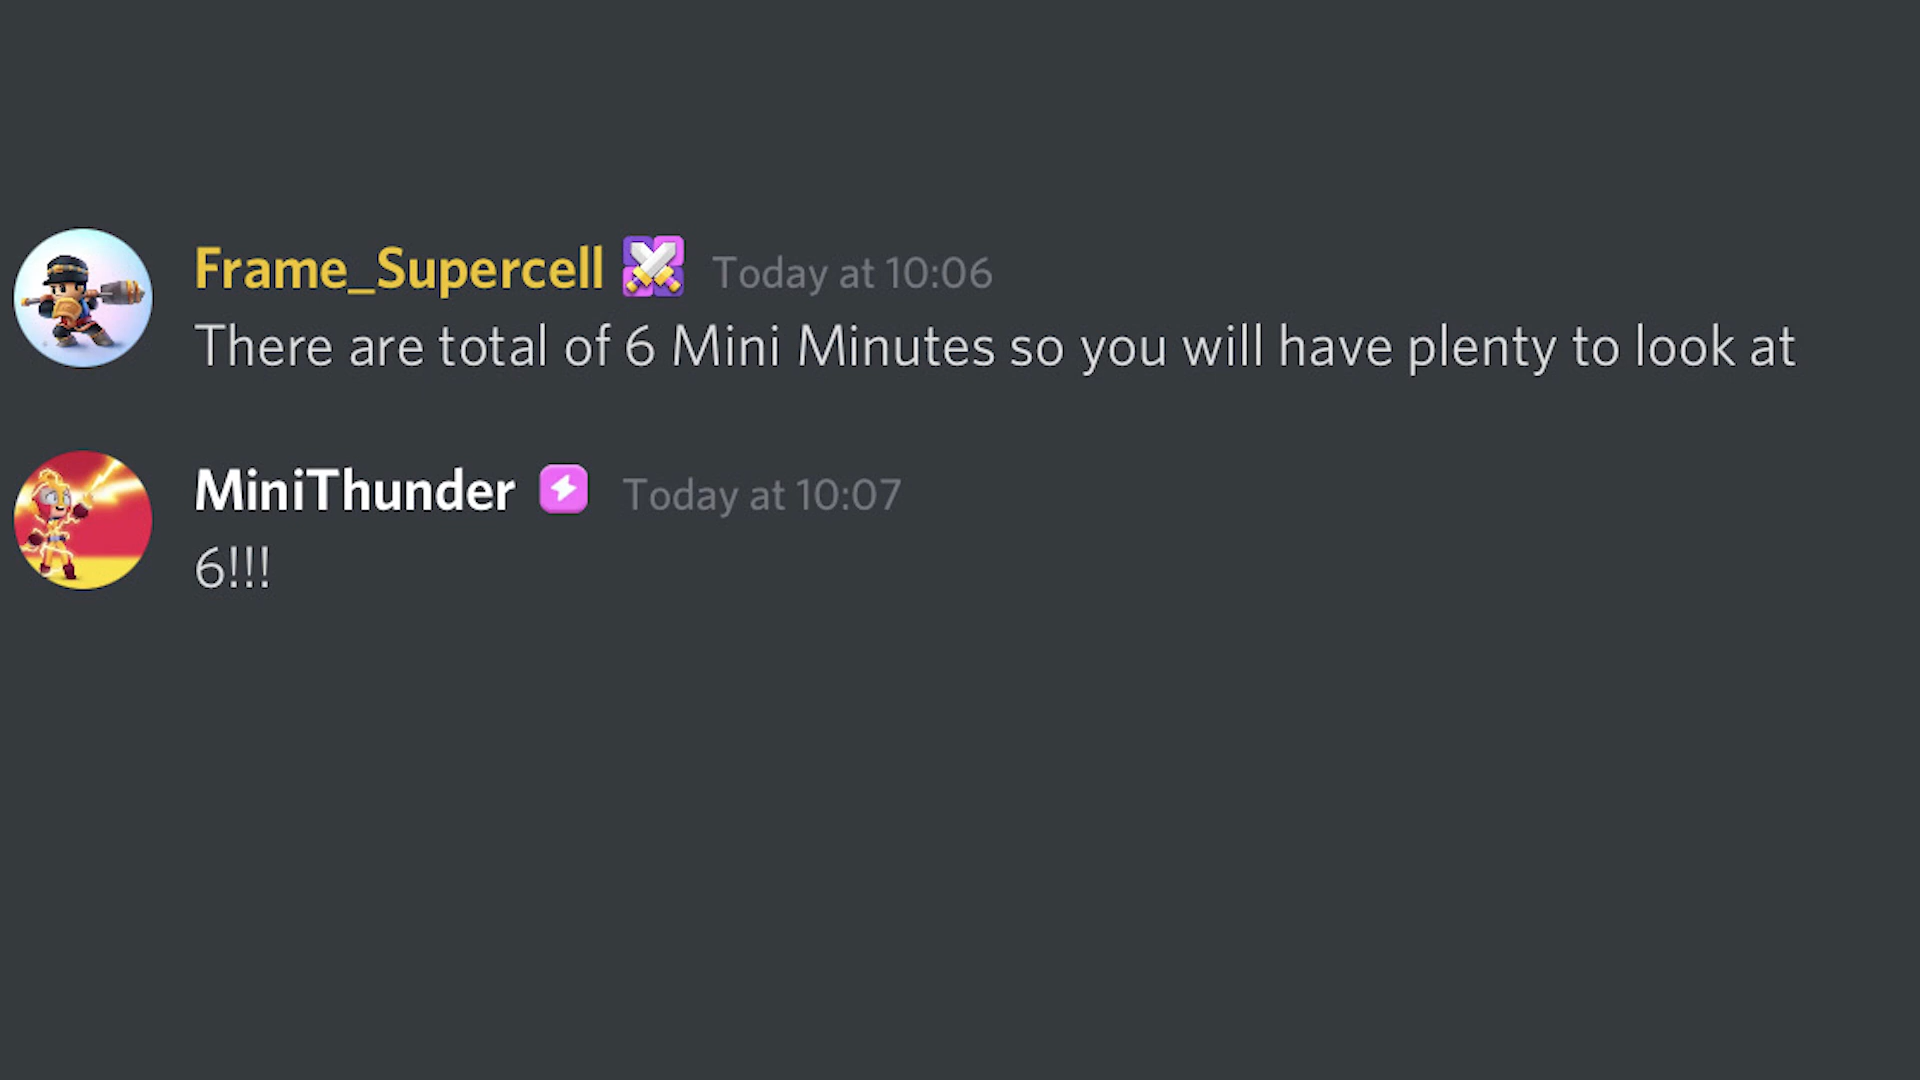 Frame_Supercell Today at 10:06
There are total of 6 Mini Minutes so you will have plenty to look at
MiniThunder Today at 10:07
6!!!